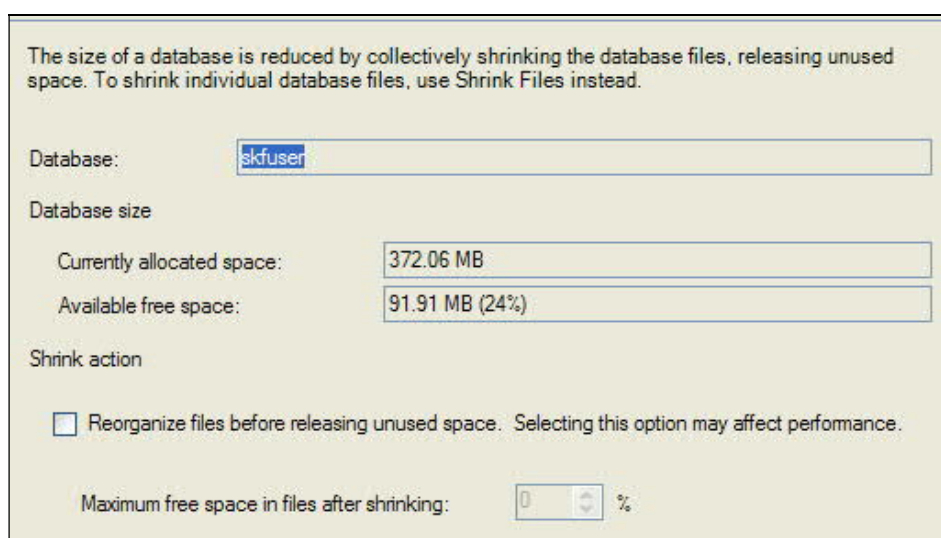 The size of a database is reduced by collectively shrinking the database files, releasing unused
space. To shrink individual database files, use Shrink Files instead.
Database: skfuser
Database size
Currently allocated space: 372.06 MB
Available free space: 91.91 MB (24%)
Shrink action
Reorganize files before releasing unused space. Selecting this option may affect performance.
Maximum free space in files after shrinking: 0 %